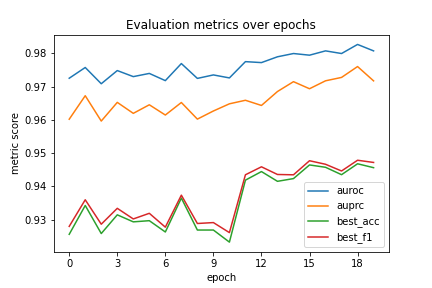 Evaluation metrics over epochs
metric score
0.98
0.97
0.96
0.95
0.94
0.93
auroc
auprc
best_acc
best_f1
0 3 6 9 12 15 18
epoch